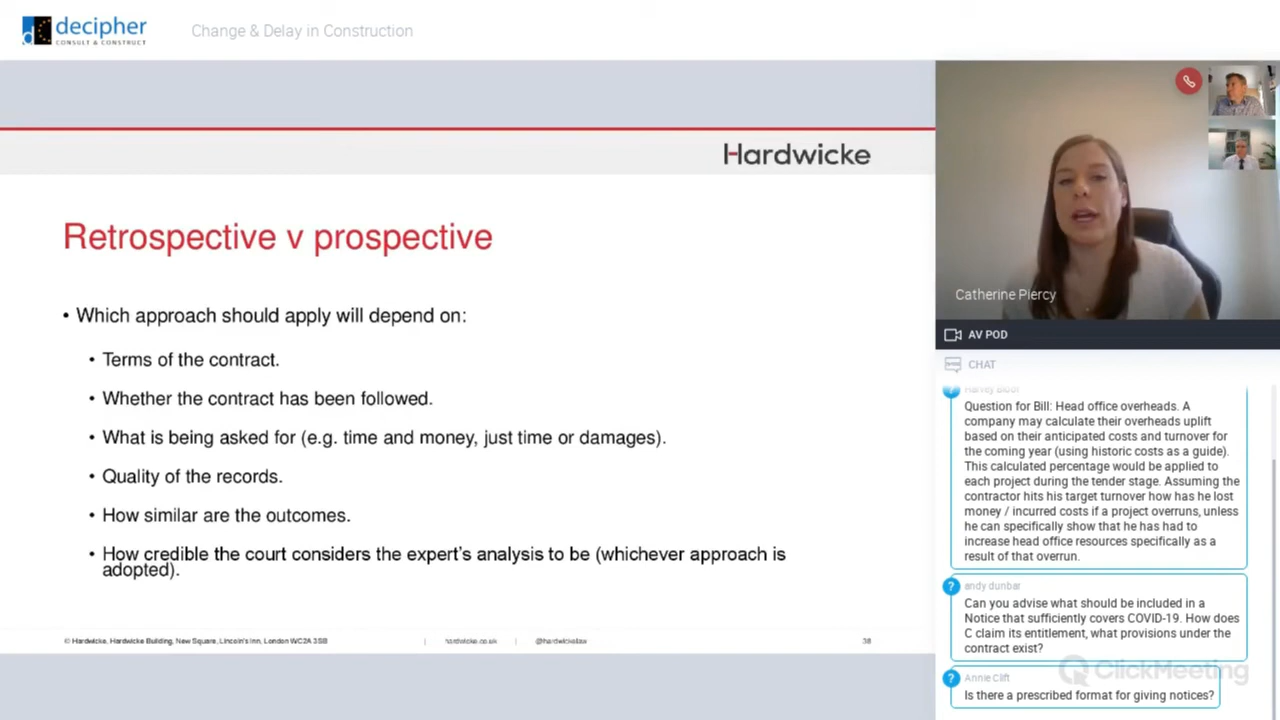 decipher
CONSULT & CONSTRUCT
Change & Delay in Construction
Hardwicke
Retrospective v prospective
• Which approach should apply will depend on:
• Terms of the contract.
• Whether the contract has been followed.
• What is being asked for (e.g. time and money, just time or damages).
• Quality of the records.
• How similar are the outcomes.
• How credible the court considers the expert's analysis to be (whichever approach is
adopted).
© Hardwicke, Hardwicke Building, New Square, Lincoln's Inn, London WC2A 3SB | hardwicke.co.uk | @hardwickelaw
38
Catherine Piercy
AV POD
CHAT
Question for Bill: Head office overheads. A
company may calculate their overheads uplift
based on their anticipated costs and turnover for
the coming year (using historic costs as a guide).
This calculated percentage would be applied to
each project during the tender stage. Assuming the
contractor hits his target turnover how has he lost
money / incurred costs if a project overruns, unless
he can specifically show that he has had to
increase head office resources specifically as a
result of that overrun.
?
andy dunbar
Can you advise what should be included in a
Notice that sufficiently covers COVID-19. How does
C claim its entitlement, what provisions under the
contract exist?
ClickMeeting
?
Annie Clift
Is there a prescribed format for giving notices?